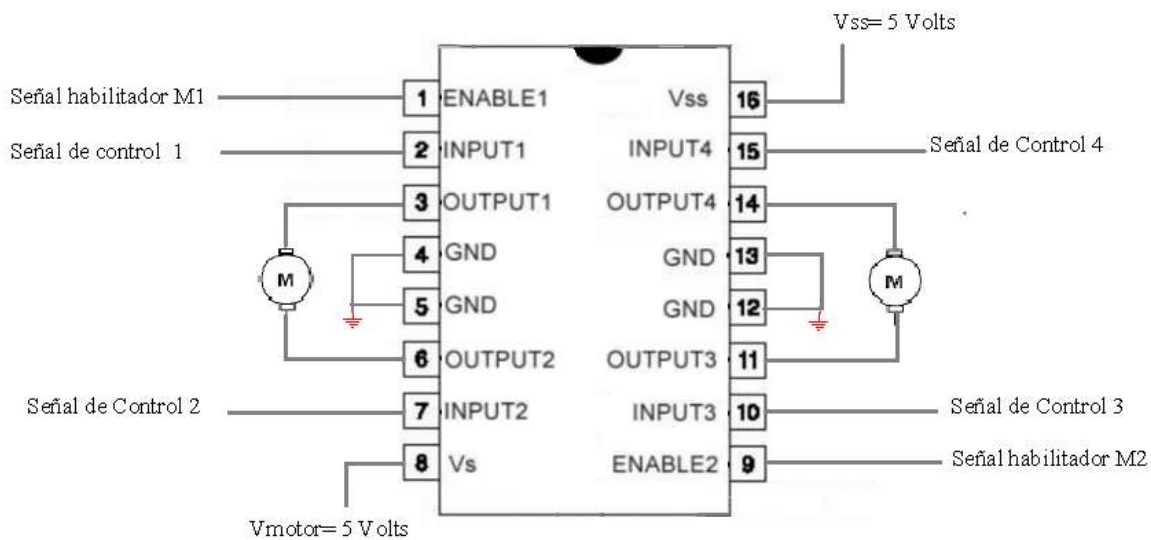 Vss= 5 Volts
Señal habilitador M1
1 ENABLE1
Vss 16
Señal de control 1
2 INPUT1
INPUT4 15
Señal de Control 4
3 OUTPUT1
OUTPUT4 14
4 GND
GND 13
M
M
5 GND
GND 12
6 OUTPUT2
OUTPUT3 11
Señal de Control 2
7 INPUT2
INPUT3 10
Señal de Control 3
8 Vs
ENABLE2 9
Señal habilitador M2
Vmotor= 5 Volts